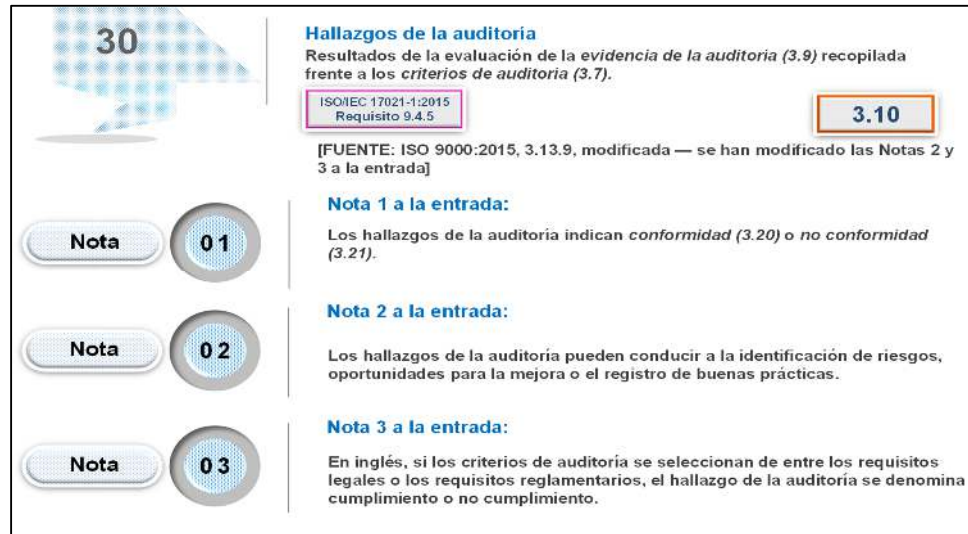 30
Hallazgos de la auditoria
Resultados de la evaluación de la evidencia de la auditoria (3.9) recopilada
frente a los criterios de auditoria (3.7).
ISO/IEC 17021-1:2015
Requisito 9.4.5
3.10
[FUENTE: ISO 9000:2015, 3.13.9, modificada — se han modificado las Notas 2 y
3 a la entrada]
Nota 01
Nota 1 a la entrada:
Los hallazgos de la auditoría indican conformidad (3.20) o no conformidad
(3.21).
Nota 02
Nota 2 a la entrada:
Los hallazgos de la auditoría pueden conducir a la identificación de riesgos,
oportunidades para la mejora o el registro de buenas prácticas.
Nota 03
Nota 3 a la entrada:
En inglés, si los criterios de auditoría se seleccionan de entre los requisitos
legales o los requisitos reglamentarios, el hallazgo de la auditoría se denomina
cumplimiento o no cumplimiento.